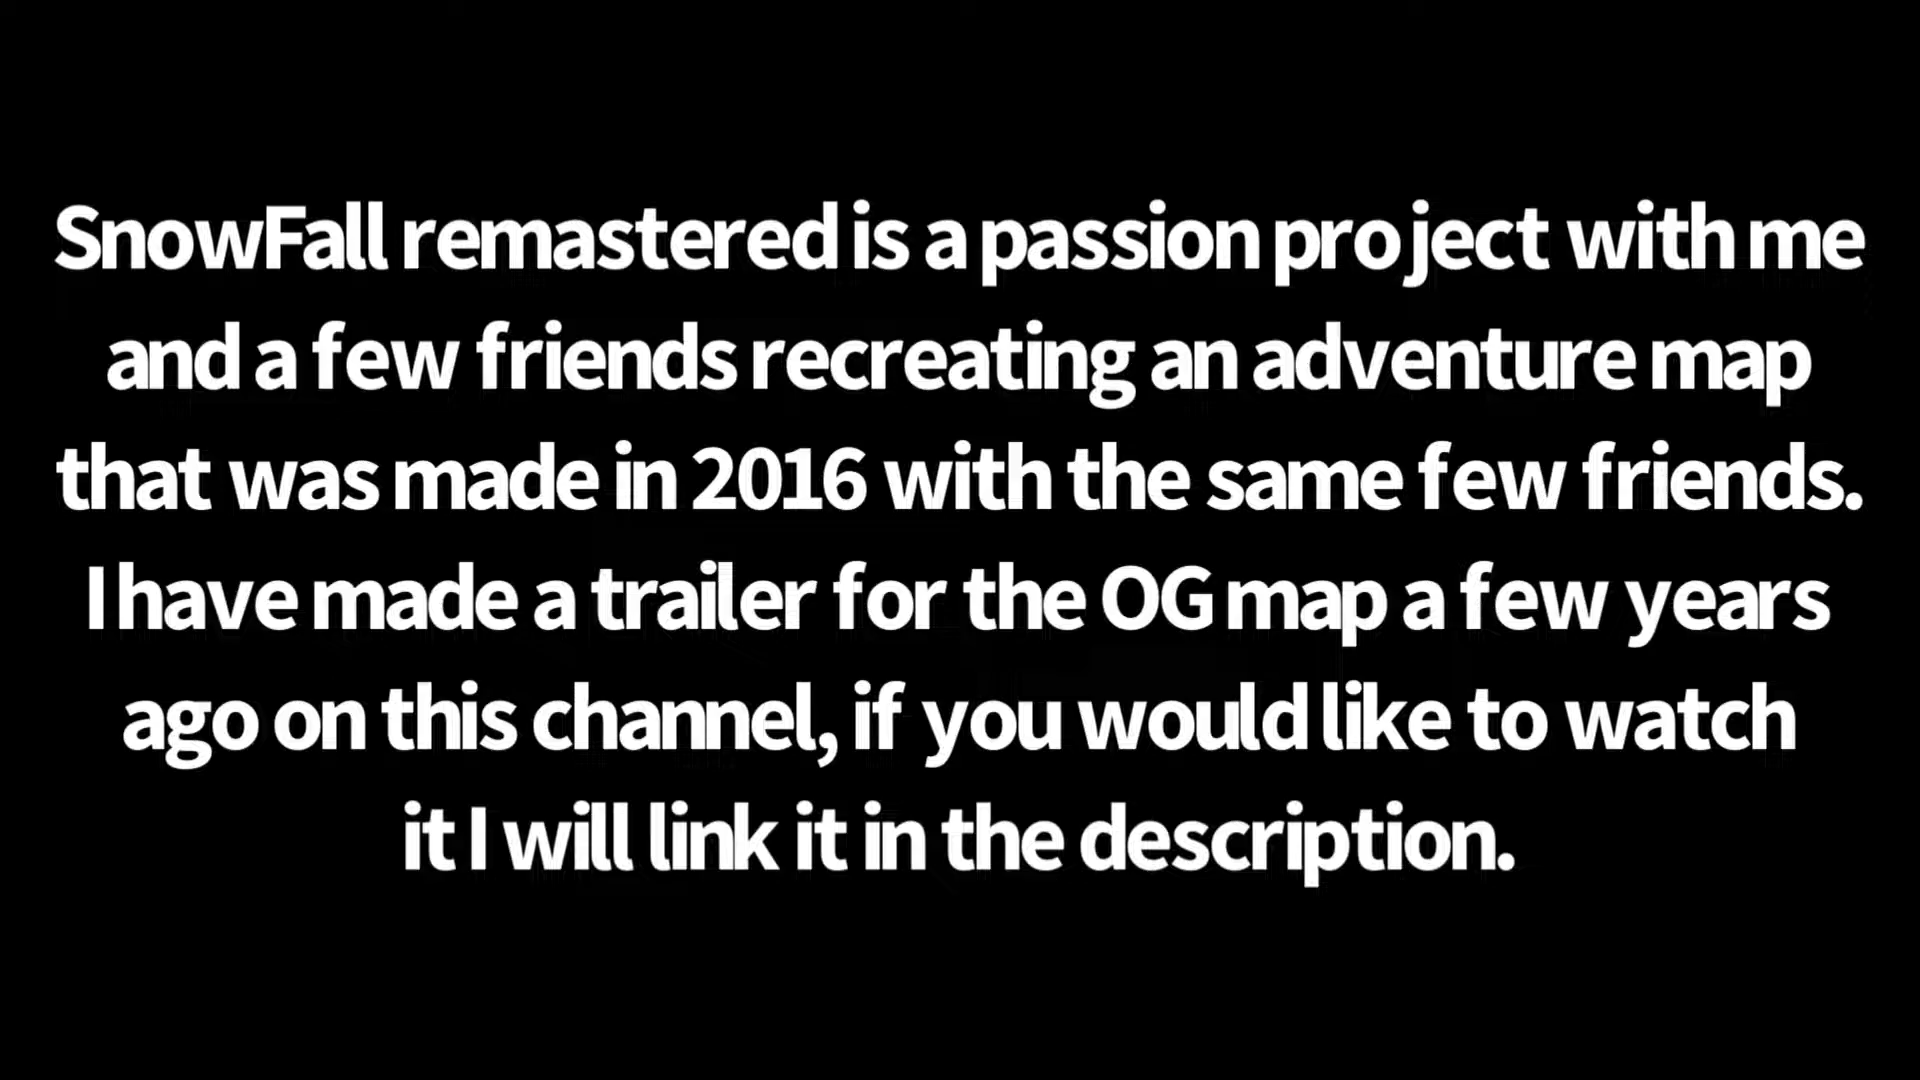 SnowFall remastered is a passion project with me
and a few friends recreating an adventure map
that was made in 2016 with the same few friends.
I have made a trailer for the OG map a few years
ago on this channel, if you would like to watch
it I will link it in the description.